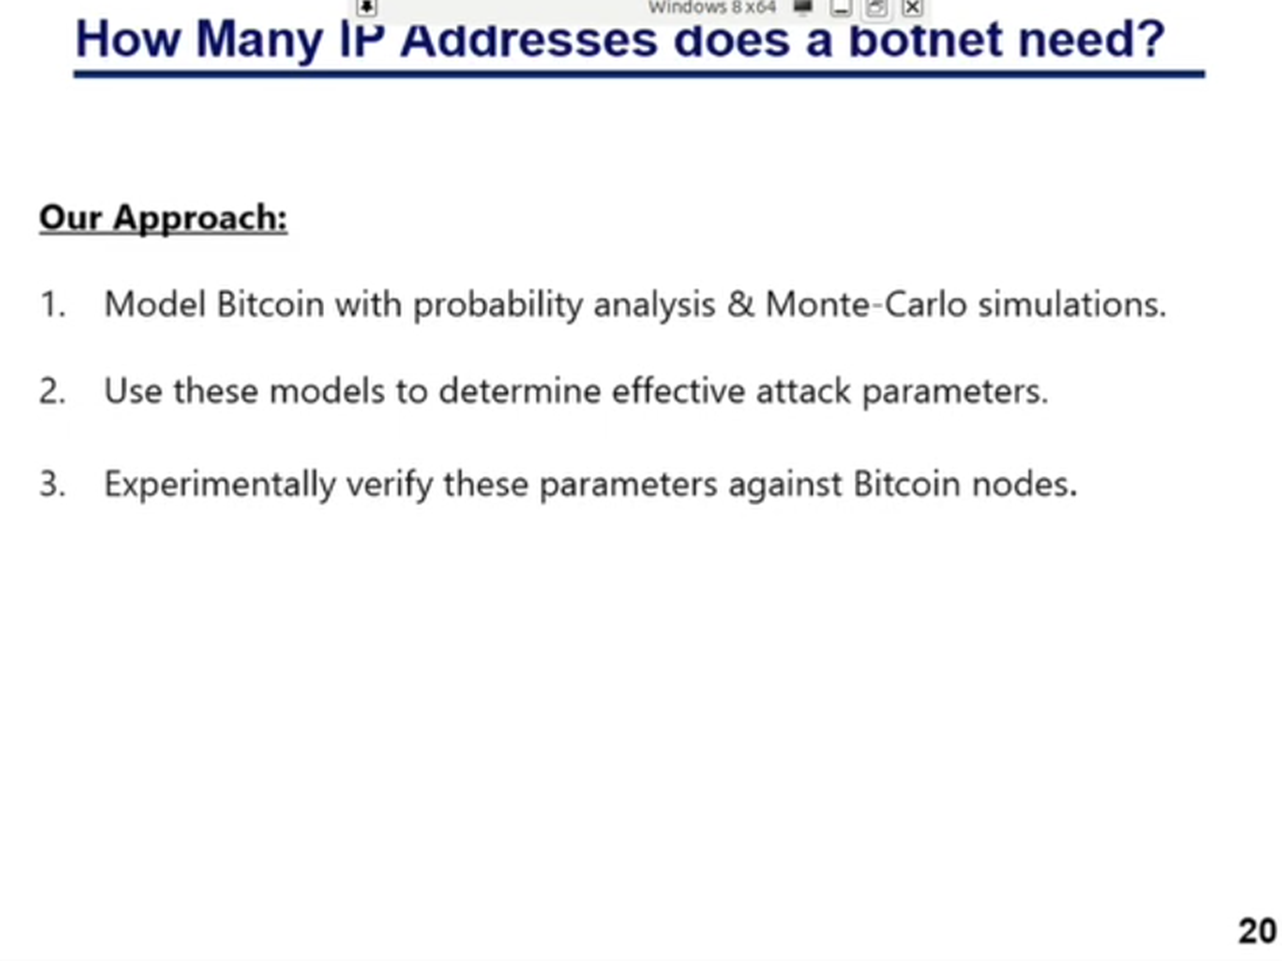 Windows 8 x64
How Many IP Addresses does a botnet need?
Our Approach:
1. Model Bitcoin with probability analysis & Monte-Carlo simulations.
2. Use these models to determine effective attack parameters.
3. Experimentally verify these parameters against Bitcoin nodes.
20